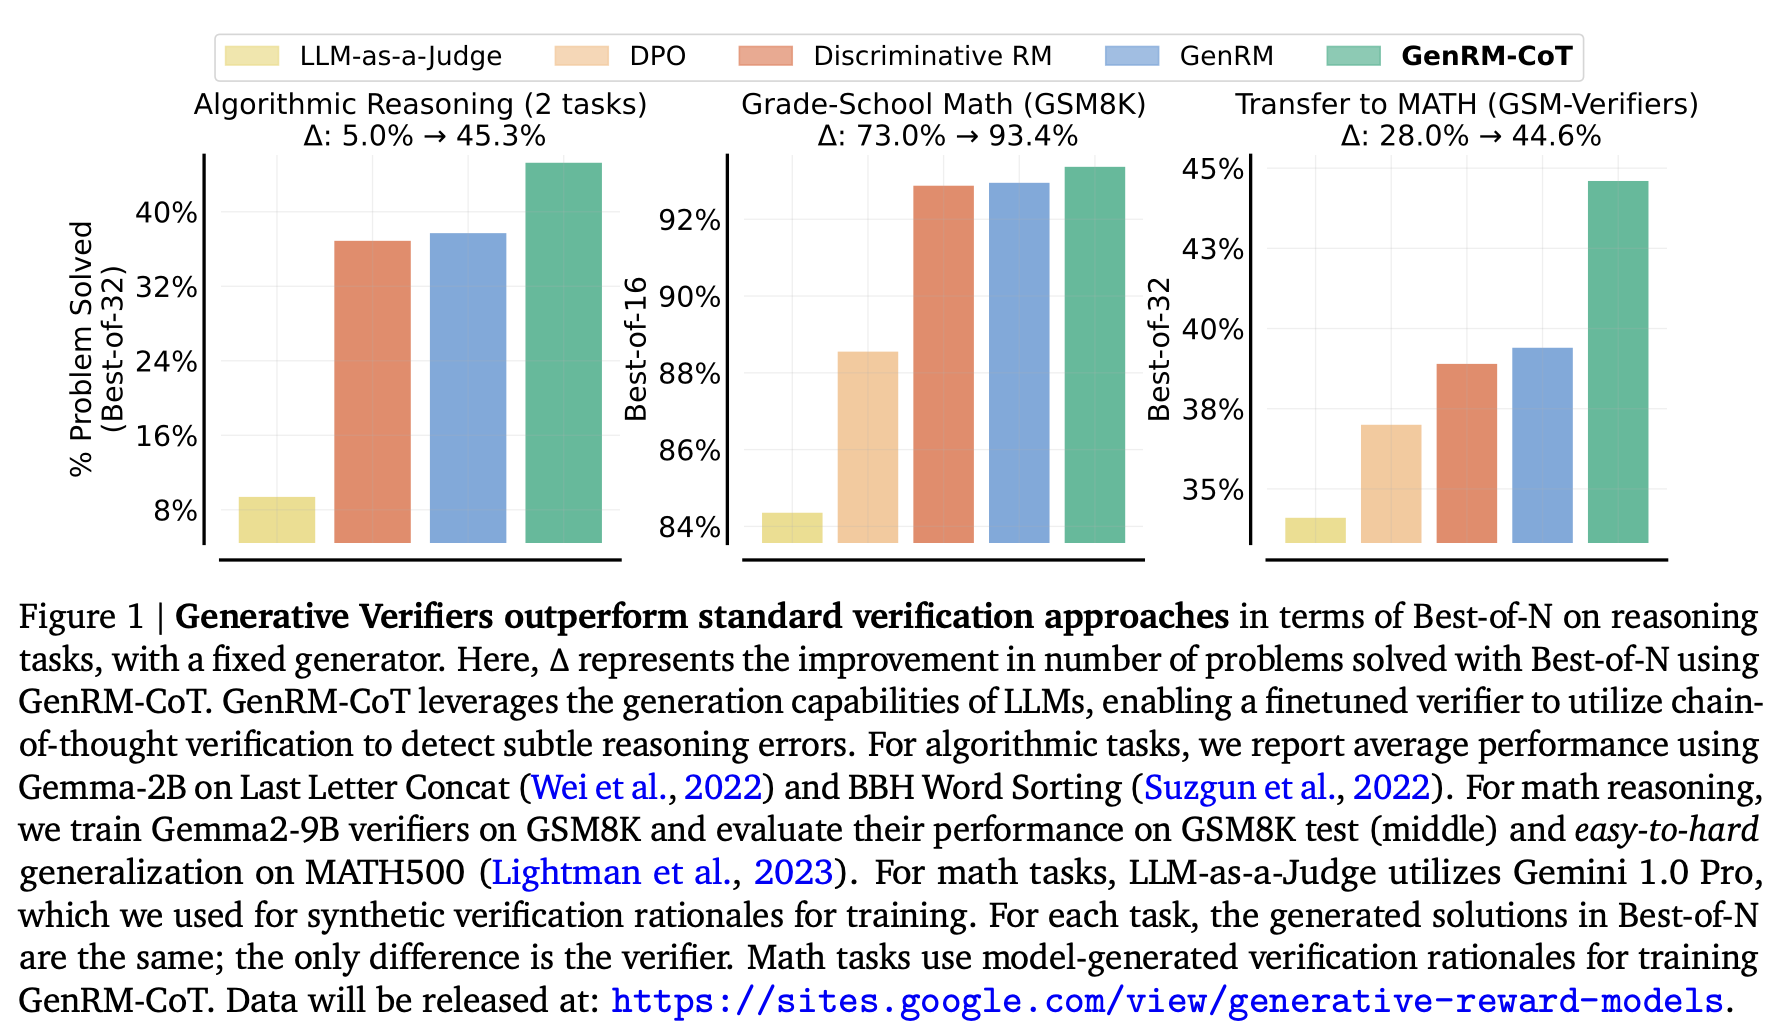 LLM-as-a-Judge DPO Discriminative RM GenRM GenRM-CoT
Algorithmic Reasoning (2 tasks)
Δ: 5.0% → 45.3%
% Problem Solved
(Best-of-32)
40%
32%
24%
16%
8%
Grade-School Math (GSM8K)
Δ: 73.0% → 93.4%
Best-of-16
92%
90%
88%
86%
84%
Transfer to MATH (GSM-Verifiers)
Δ: 28.0% → 44.6%
Best-of-32
45%
43%
40%
38%
35%
Figure 1 | Generative Verifiers outperform standard verification approaches in terms of Best-of-N on reasoning
tasks, with a fixed generator. Here, Δ represents the improvement in number of problems solved with Best-of-N using
GenRM-CoT. GenRM-CoT leverages the generation capabilities of LLMs, enabling a finetuned verifier to utilize chain-
of-thought verification to detect subtle reasoning errors. For algorithmic tasks, we report average performance using
Gemma-2B on Last Letter Concat (Wei et al., 2022) and BBH Word Sorting (Suzgun et al., 2022). For math reasoning,
we train Gemma2-9B verifiers on GSM8K and evaluate their performance on GSM8K test (middle) and easy-to-hard
generalization on MATH500 (Lightman et al., 2023). For math tasks, LLM-as-a-Judge utilizes Gemini 1.0 Pro,
which we used for synthetic verification rationales for training. For each task, the generated solutions in Best-of-N
are the same; the only difference is the verifier. Math tasks use model-generated verification rationales for training
GenRM-CoT. Data will be released at: https://sites.google.com/view/generative-reward-models.